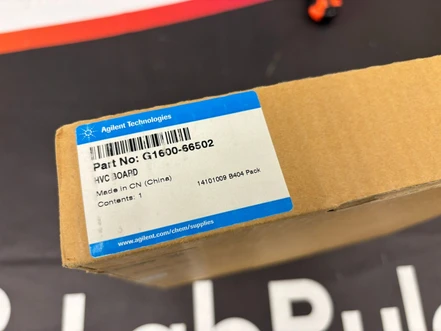 Agilent Technologies
Part No: G1600-66502
HVC BOARD
Made in CN (China)
Contents: 1
14101009 B404 Pack
www.agilent.com/chem/supplies
LabRul